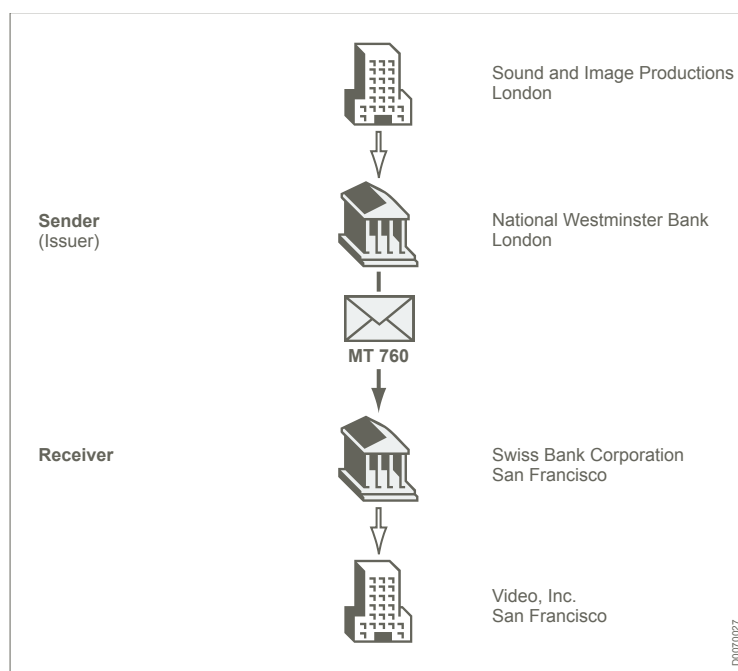 Sound and Image Productions
London
Sender
(Issuer)
National Westminster Bank
London
MT 760
Receiver
Swiss Bank Corporation
San Francisco
Video, Inc.
San Francisco
D0070027